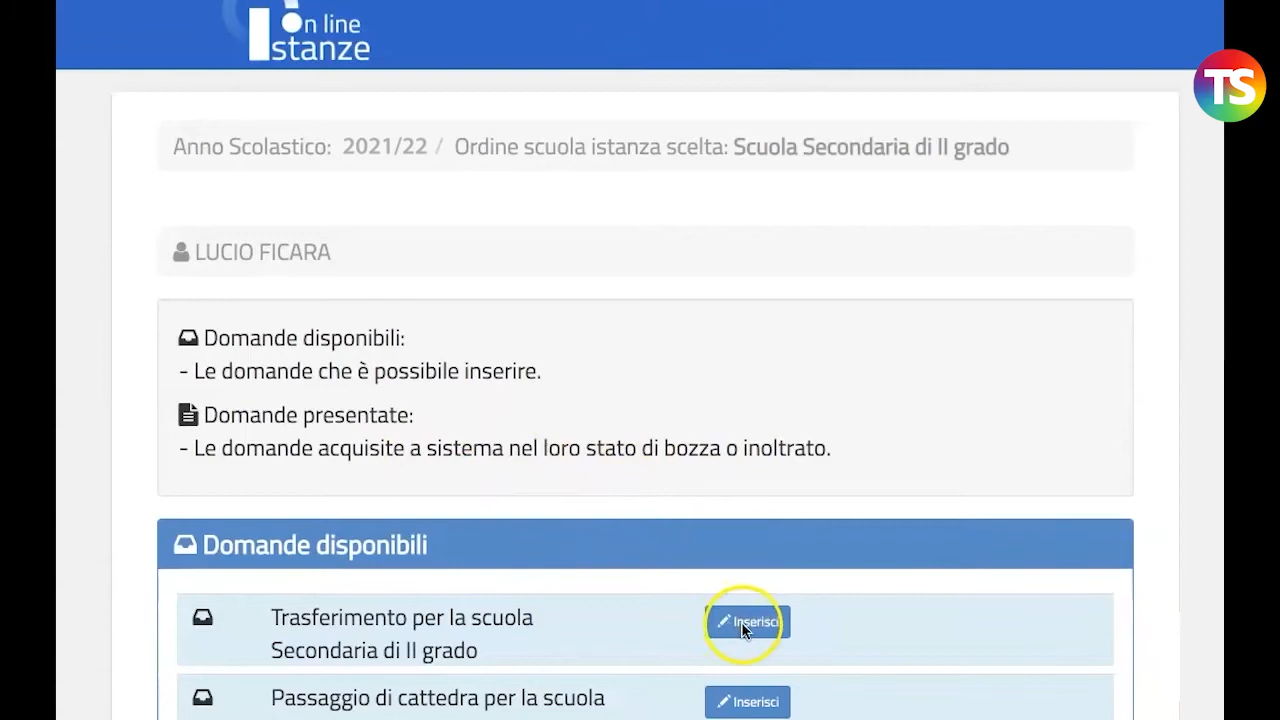 on line
Istanze
TS
Anno Scolastico: 2021/22 / Ordine scuola istanza scelta: Scuola Secondaria di II grado
LUCIO FICARA
Domande disponibili:
- Le domande che è possibile inserire.
Domande presentate:
- Le domande acquisite a sistema nel loro stato di bozza o inoltrato.
Domande disponibili
Trasferimento per la scuola
Secondaria di II grado
Inserisci
Passaggio di cattedra per la scuola
Inserisci